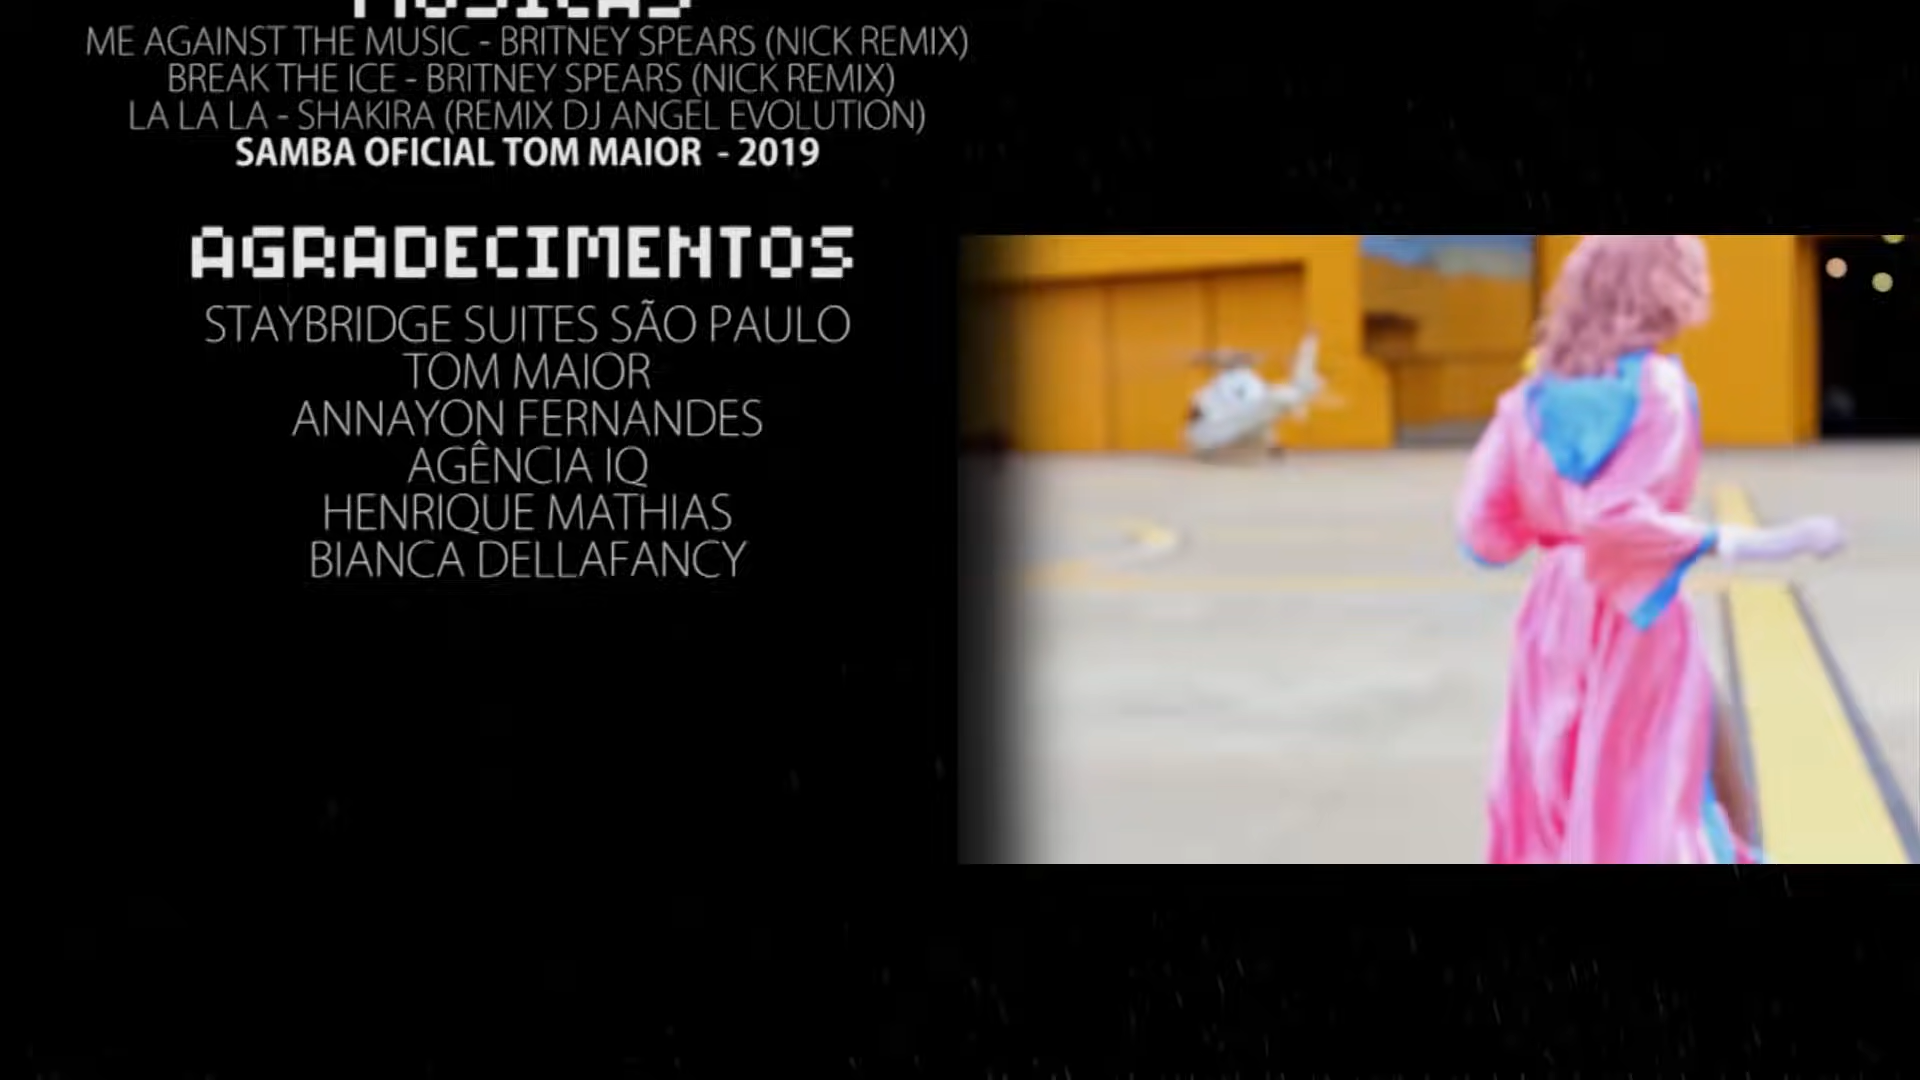 MÚSICAS
ME AGAINST THE MUSIC - BRITNEY SPEARS (NICK REMIX)
BREAK THE ICE - BRITNEY SPEARS (NICK REMIX)
LA LA LA - SHAKIRA (REMIX DJ ANGEL EVOLUTION)
SAMBA OFICIAL TOM MAIOR - 2019
AGRADECIMENTOS
STAYBRIDGE SUITES SÃO PAULO
TOM MAIOR
ANNAYON FERNANDES
AGÊNCIA IQ
HENRIQUE MATHIAS
BIANCA DELLAFANCY